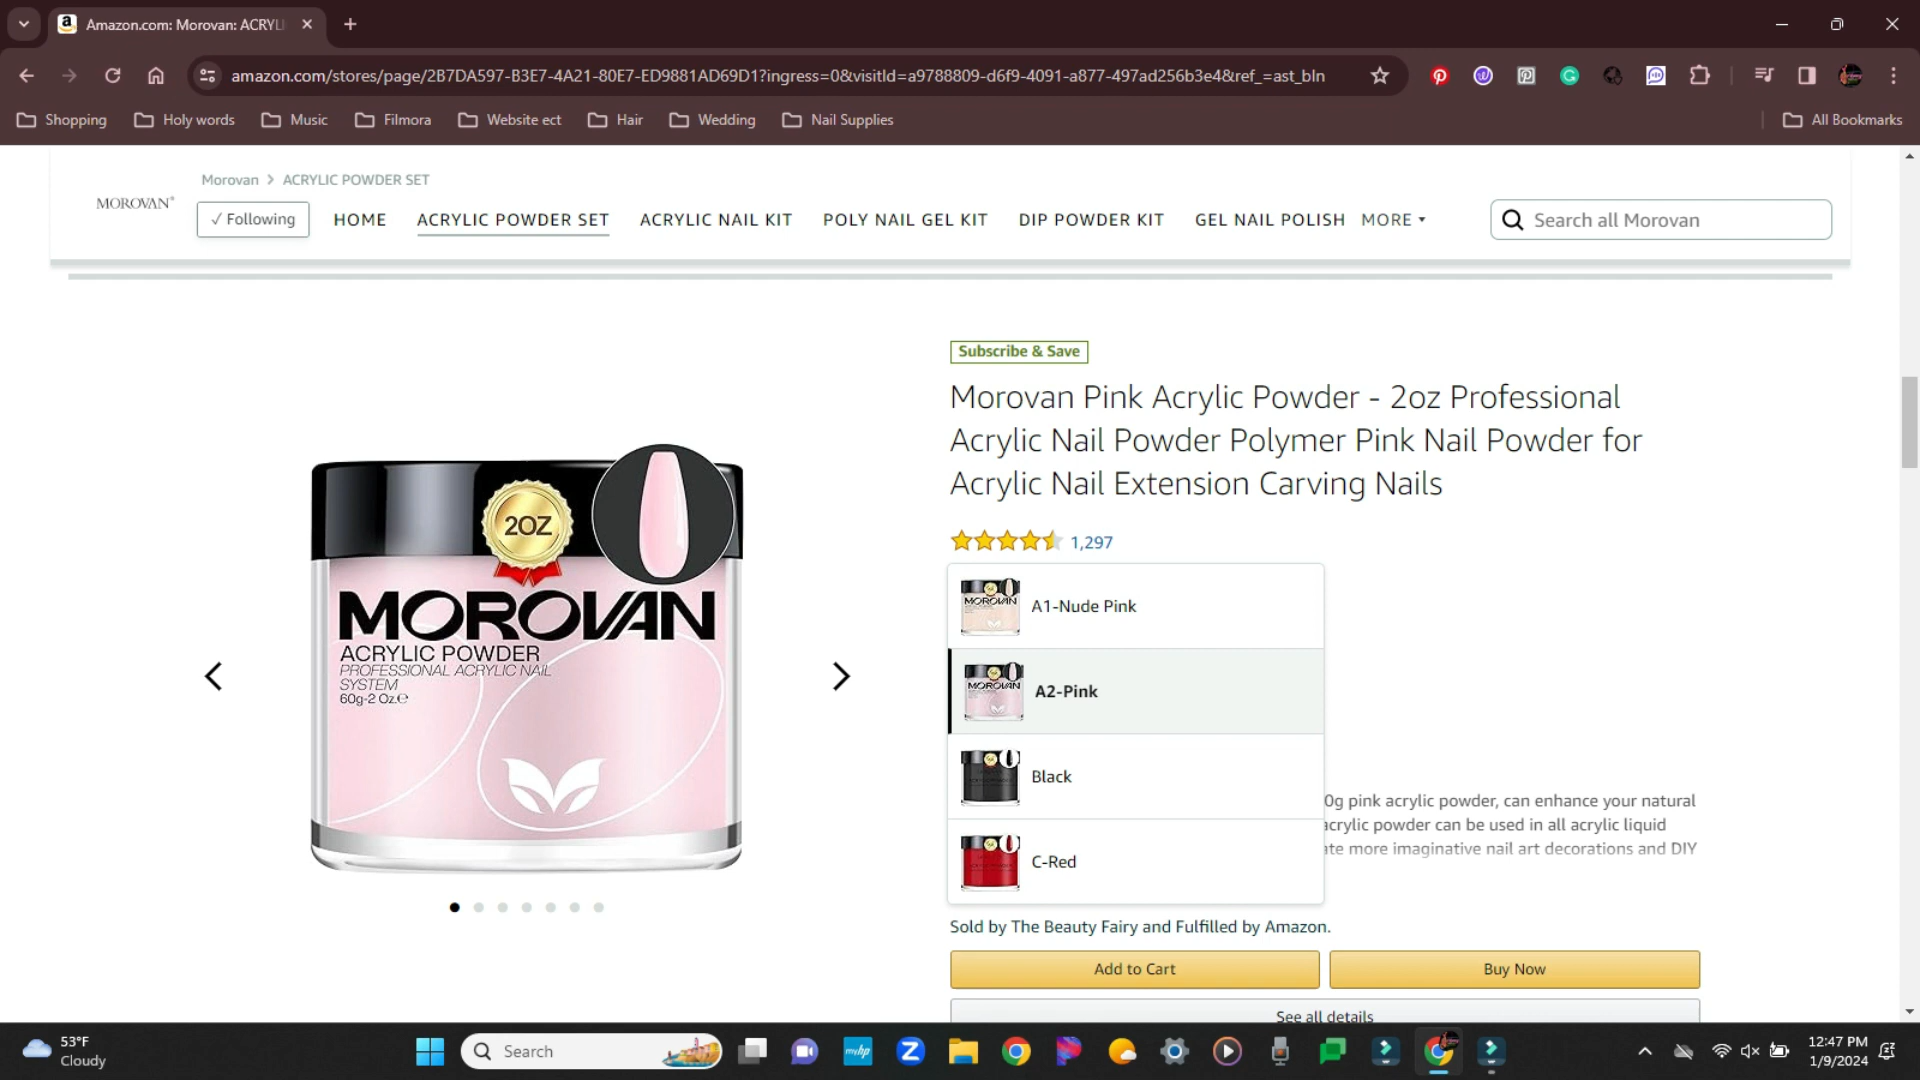 Amazon.com: Morovan: ACRYL
amazon.com/stores/page/2B7DA597-B3E7-4A21-80E7-ED9881AD69D1?ingress=0&visitId=a9788809-d6f9-4091-a877-497ad256b3e4&ref_=ast_bln
Shopping
Holy words
Music
Filmora
Website ect
Hair
Wedding
Nail Supplies
All Bookmarks
Morovan > ACRYLIC POWDER SET
MOROVAN®
✓ Following
HOME
ACRYLIC POWDER SET
ACRYLIC NAIL KIT
POLY NAIL GEL KIT
DIP POWDER KIT
GEL NAIL POLISH
MORE
Search all Morovan
Subscribe & Save
Morovan Pink Acrylic Powder - 2oz Professional
Acrylic Nail Powder Polymer Pink Nail Powder for
Acrylic Nail Extension Carving Nails
1,297
2OZ
MOROVAN
ACRYLIC POWDER
PROFESSIONAL ACRYLIC NAIL
SYSTEM
60g-2 Oz.℮
A1-Nude Pink
A2-Pink
Black
C-Red
0g pink acrylic powder, can enhance your natural
acrylic powder can be used in all acrylic liquid
ate more imaginative nail art decorations and DIY
Sold by The Beauty Fairy and Fulfilled by Amazon.
Add to Cart
Buy Now
See all details
53°F
Cloudy
Search
myhp
12:47 PM
1/9/2024